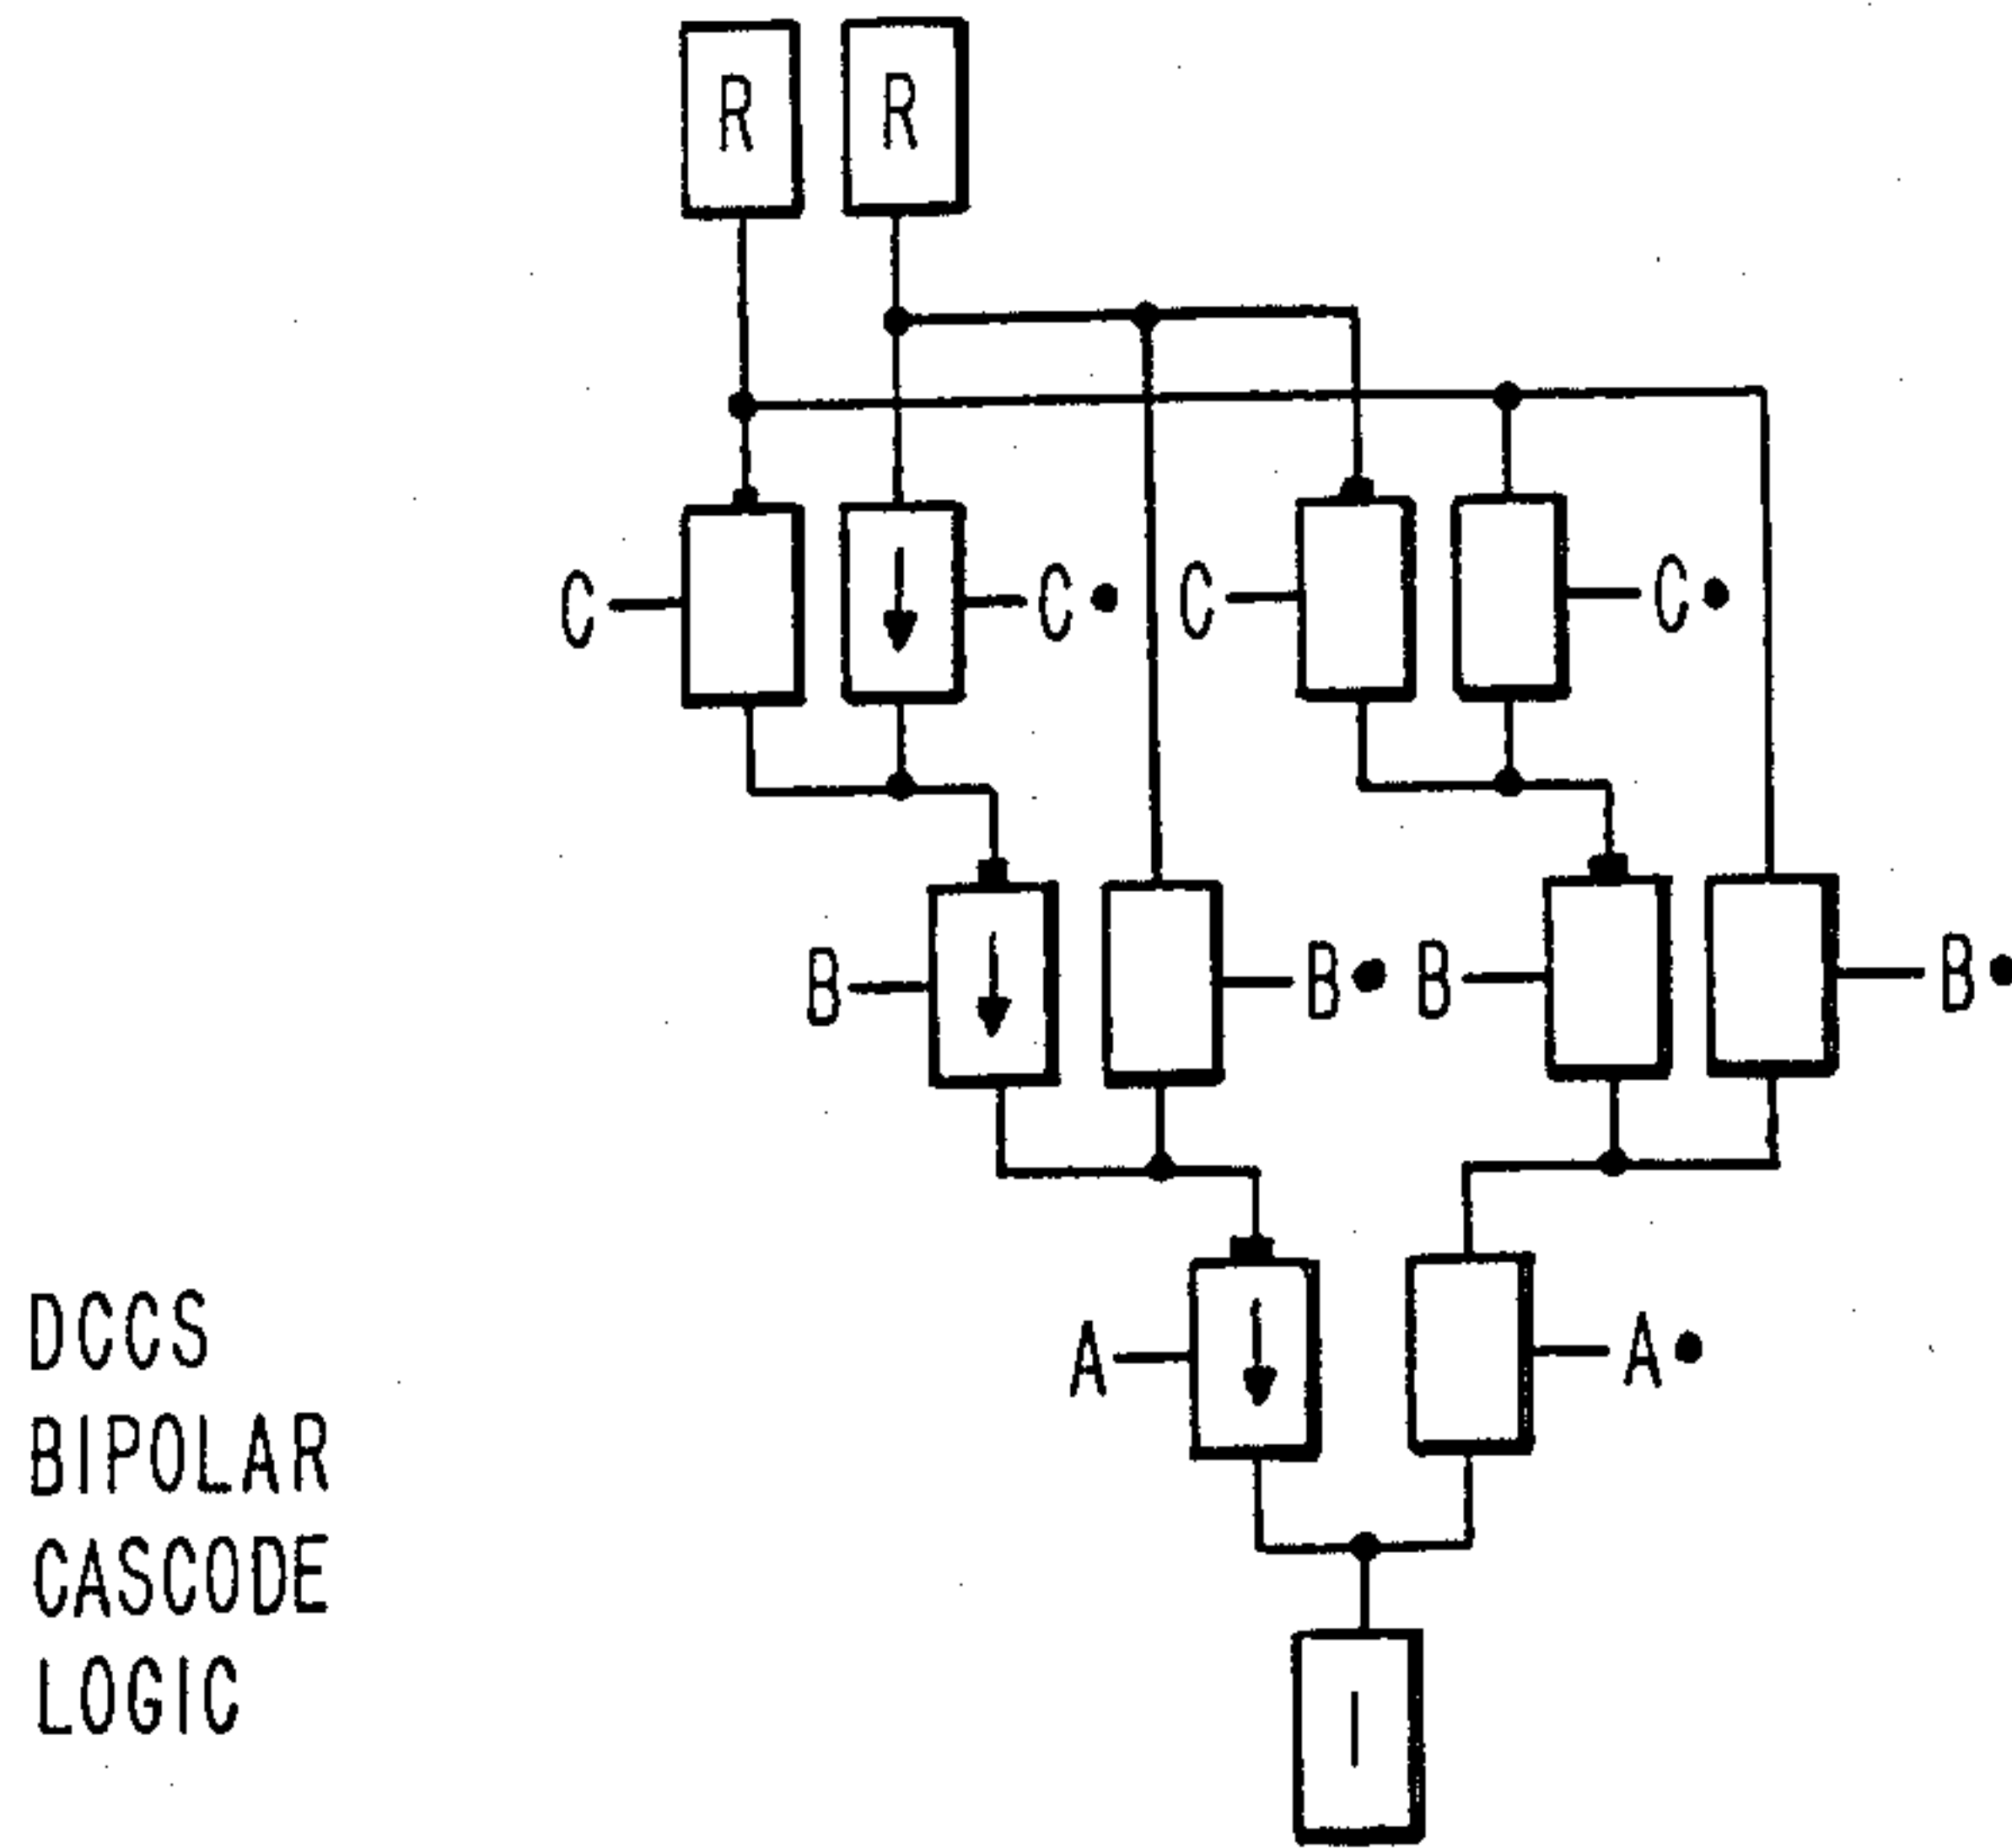 R R
C C● C C●
B B● B B●
A A●
I
DCCS
BIPOLAR
CASCODE
LOGIC